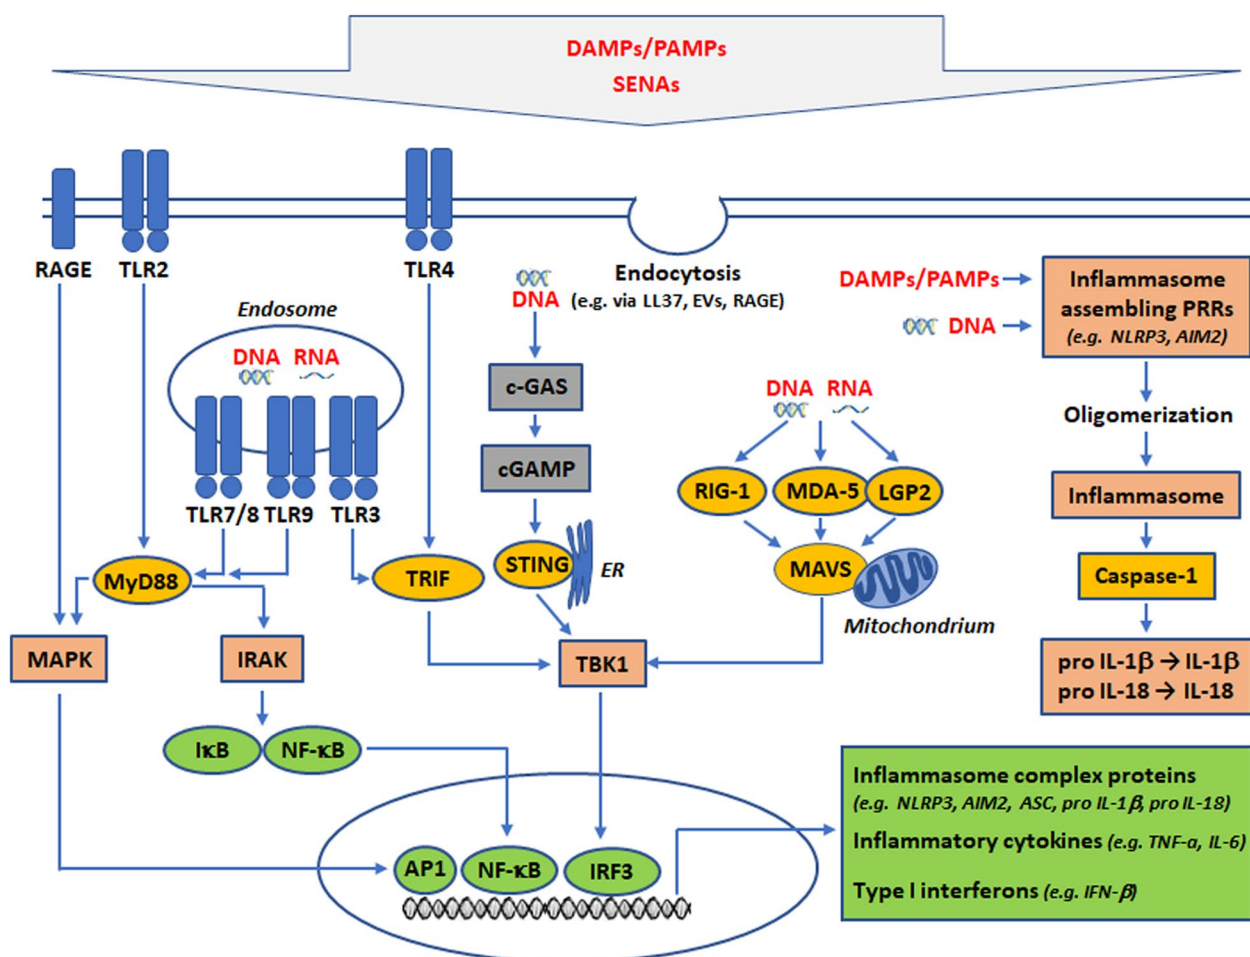 DAMPs/PAMPs
SENAs
RAGE
TLR2
TLR4
Endocytosis
(e.g. via LL37, EVs, RAGE)
DNA
Endosome
DNA RNA
TLR7/8
TLR9
TLR3
c-GAS
cGAMP
STING
ER
MyD88
TRIF
MAPK
IRAK
TBK1
DNA RNA
RIG-1
MDA-5
LGP2
MAVS
Mitochondrium
DAMPs/PAMPs
DNA
Inflammasome
assembling PRRs
(e.g. NLRP3, AIM2)
Oligomerization
Inflammasome
Caspase-1
pro IL-1β → IL-1β
pro IL-18 → IL-18
IκB
NF-κB
AP1
NF-κB
IRF3
Inflammasome complex proteins
(e.g. NLRP3, AIM2, ASC, pro IL-1β, pro IL-18)
Inflammatory cytokines (e.g. TNF-α, IL-6)
Type I interferons (e.g. IFN-β)